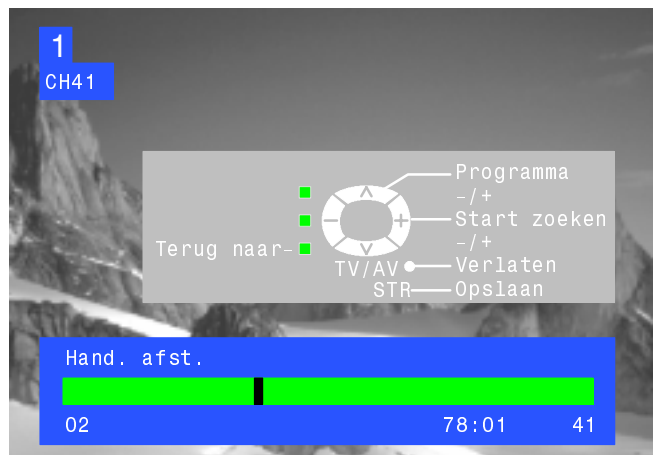 1
CH41
Programma
-/+
Start zoeken
-/+
Terug naar-
TV/AV Verlaten
STR Opslaan
Hand. afst.
02 78:01 41